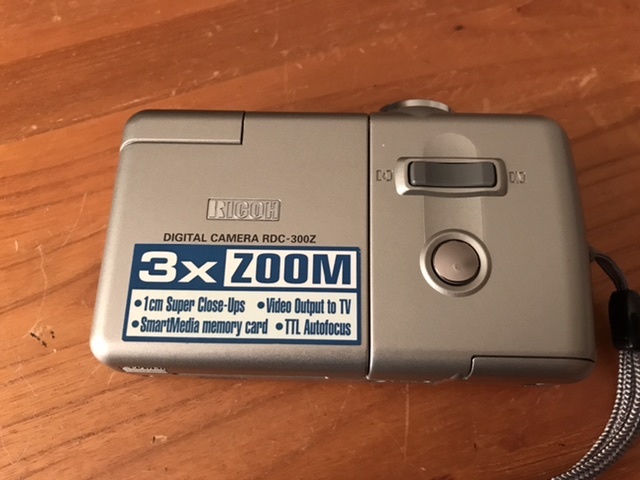 RICOH
DIGITAL CAMERA RDC-300Z
3x ZOOM
•1cm Super Close-Ups •Video Output to TV
•SmartMedia memory card •TTL Autofocus